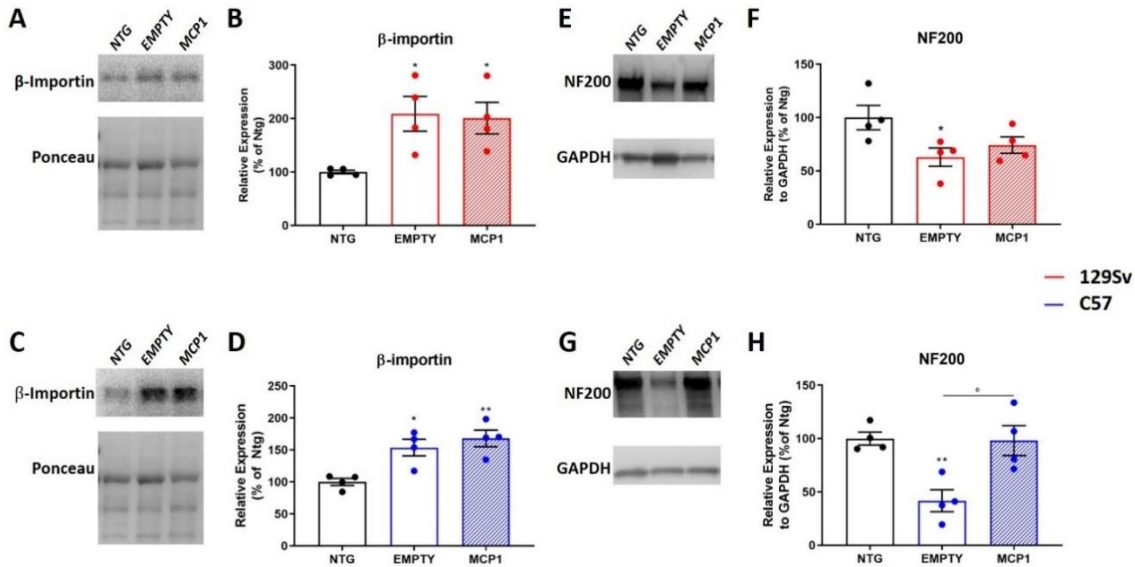 A
NTG EMPTY MCP1
β-Importin
Ponceau
B
β-importin
Relative Expression
(% of Ntg)
300
200
100
0
* *
NTG EMPTY MCP1
E
NTG EMPTY MCP1
NF200
GAPDH
F
NF200
Relative Expression
to GAPDH (% of Ntg)
150
100
50
0
*
NTG EMPTY MCP1
129Sv
C57
C
NTG EMPTY MCP1
β-Importin
Ponceau
D
β-importin
Relative Expression
(% of Ntg)
250
200
150
100
50
0
* **
NTG EMPTY MCP1
G
NTG EMPTY MCP1
NF200
GAPDH
H
NF200
Relative Expression
to GAPDH (%of Ntg)
150
100
50
0
°
**
NTG EMPTY MCP1